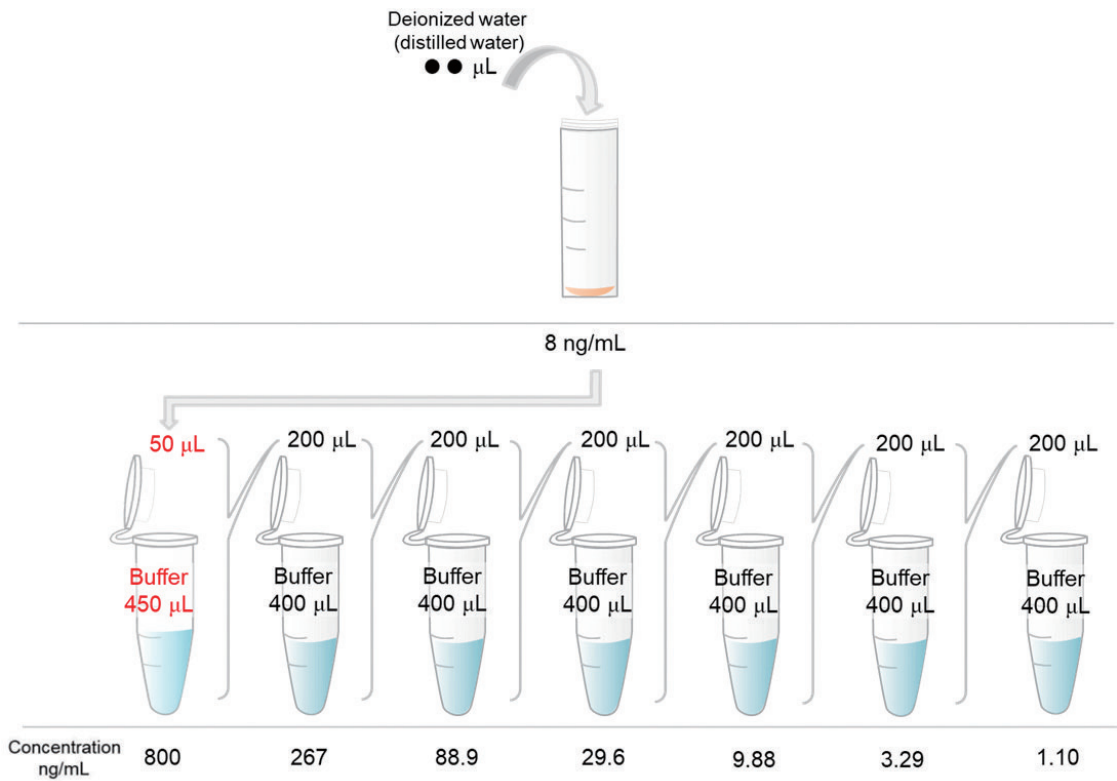 Deionized water
(distilled water)
●● μL
8 ng/mL
50 μL 200 μL 200 μL 200 μL 200 μL 200 μL 200 μL
Buffer Buffer Buffer Buffer Buffer Buffer Buffer
450 μL 400 μL 400 μL 400 μL 400 μL 400 μL 400 μL
Concentration
ng/mL 800 267 88.9 29.6 9.88 3.29 1.10